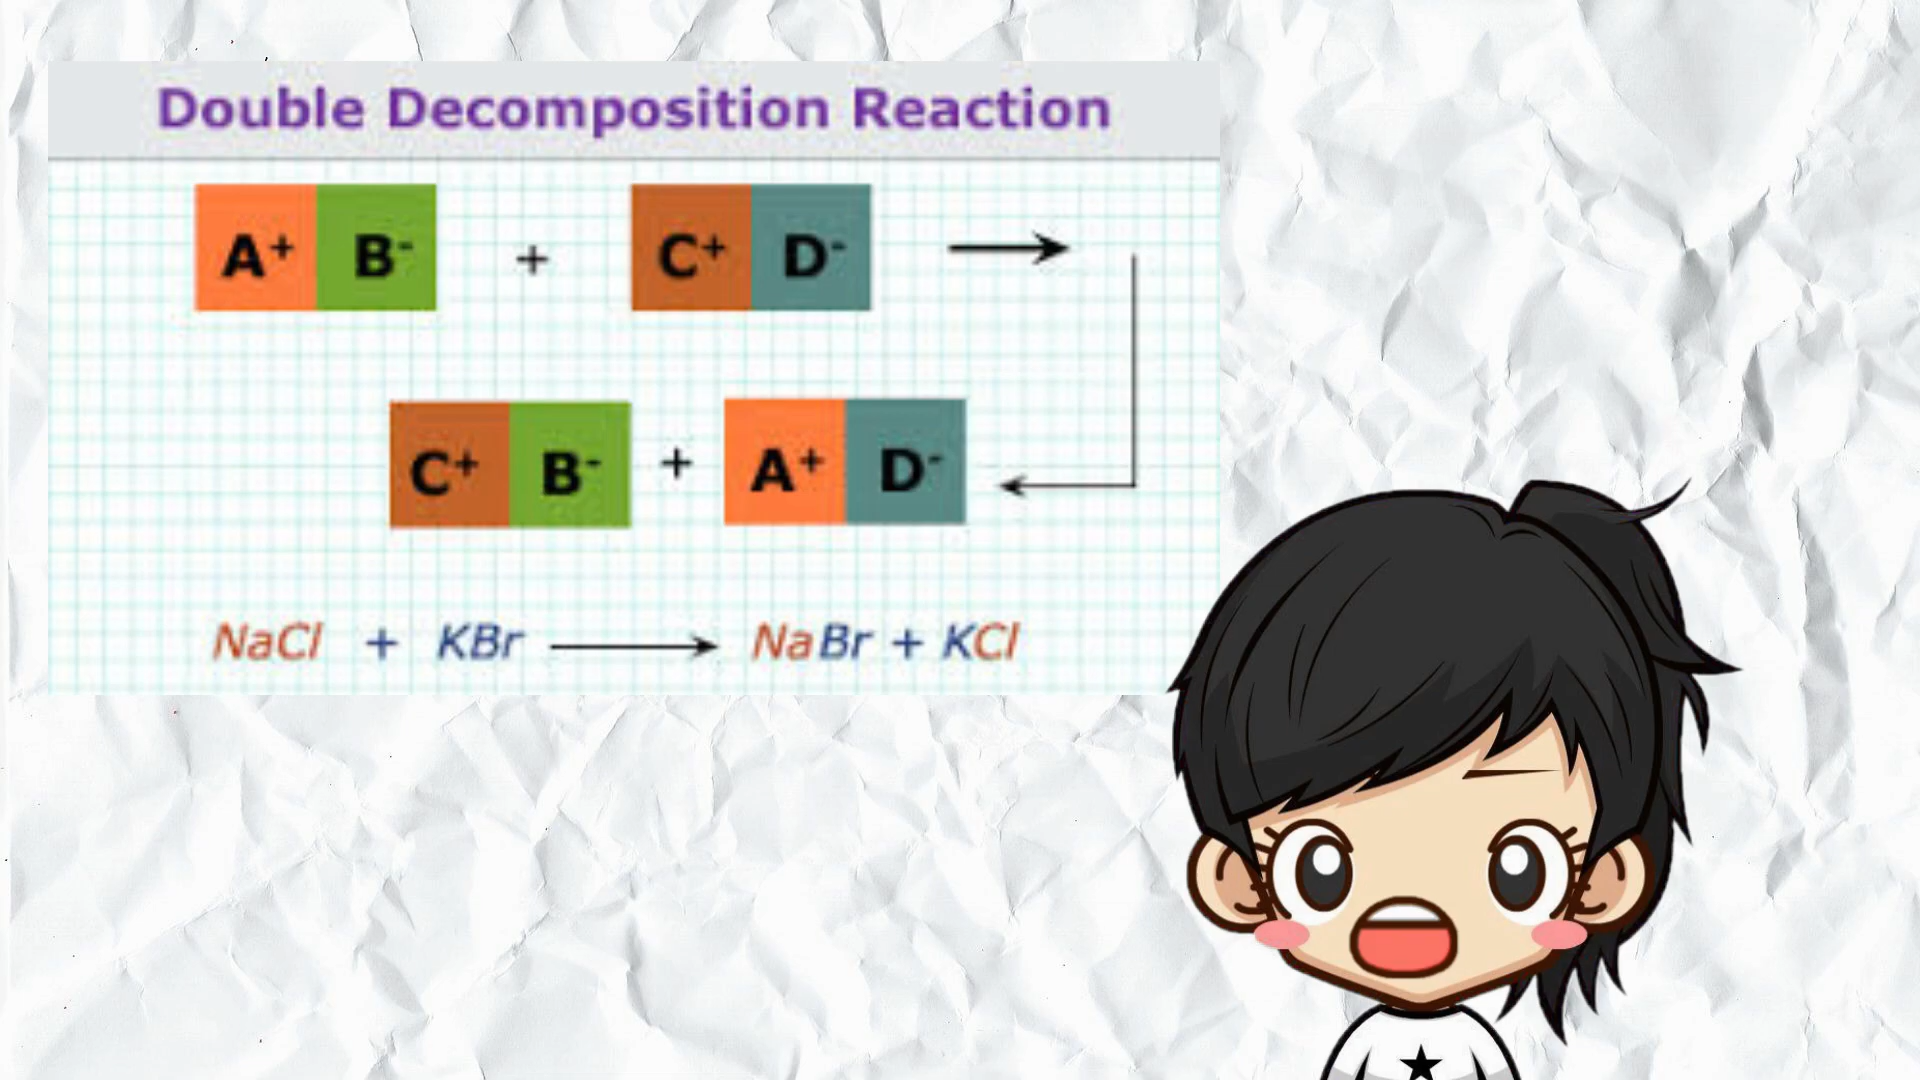 Double Decomposition Reaction
A⁺ B⁻ + C⁺ D⁻ →
C⁺ B⁻ + A⁺ D⁻ ←
NaCl + KBr → NaBr + KCl